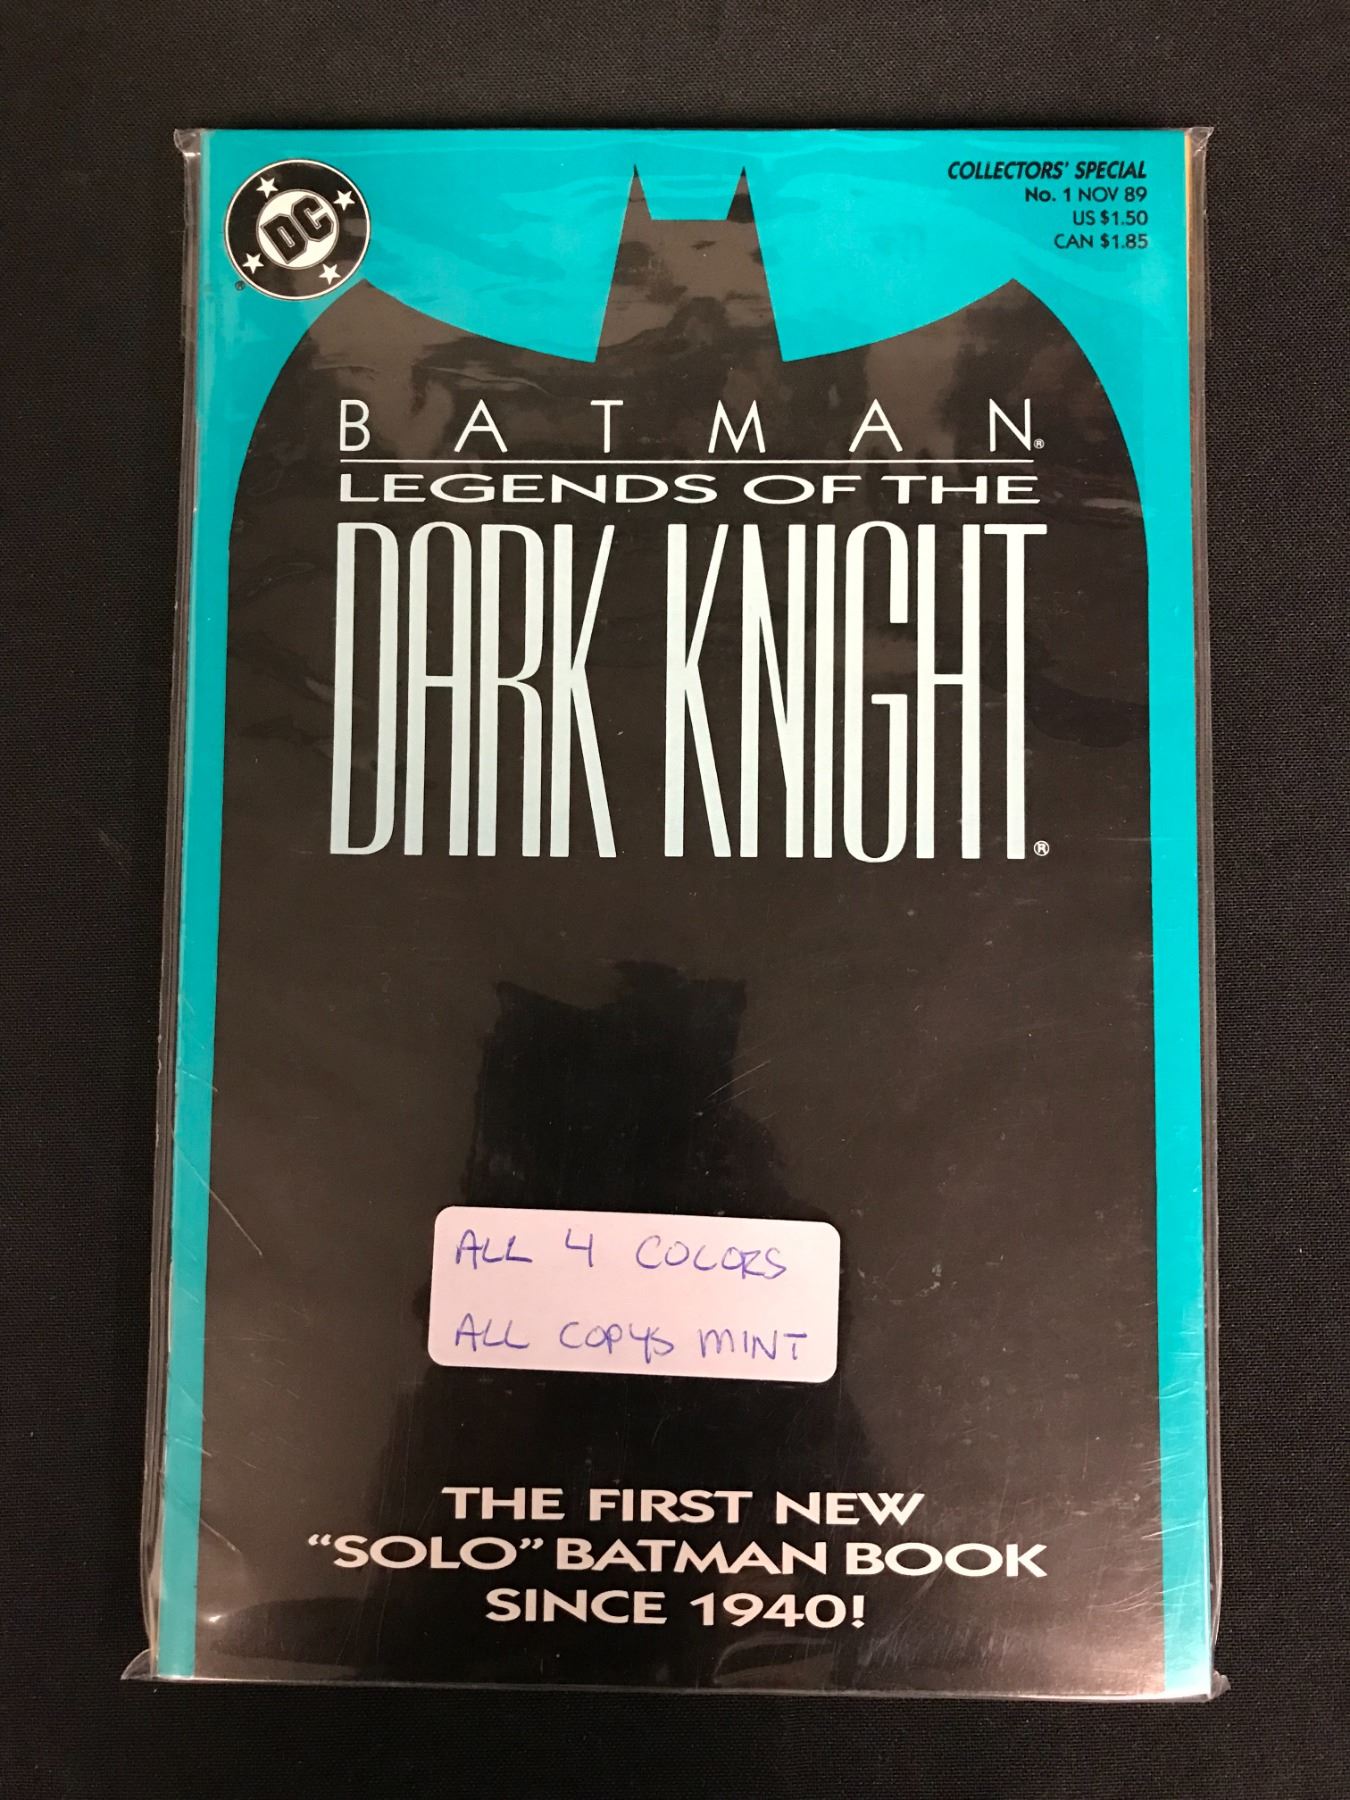 DC
®
COLLECTORS' SPECIAL
No. 1 NOV 89
US $1.50
CAN $1.85
BATMAN®
LEGENDS OF THE
DARK KNIGHT®
ALL 4 COLORS
ALL COPYS MINT
THE FIRST NEW
“SOLO” BATMAN BOOK
SINCE 1940!